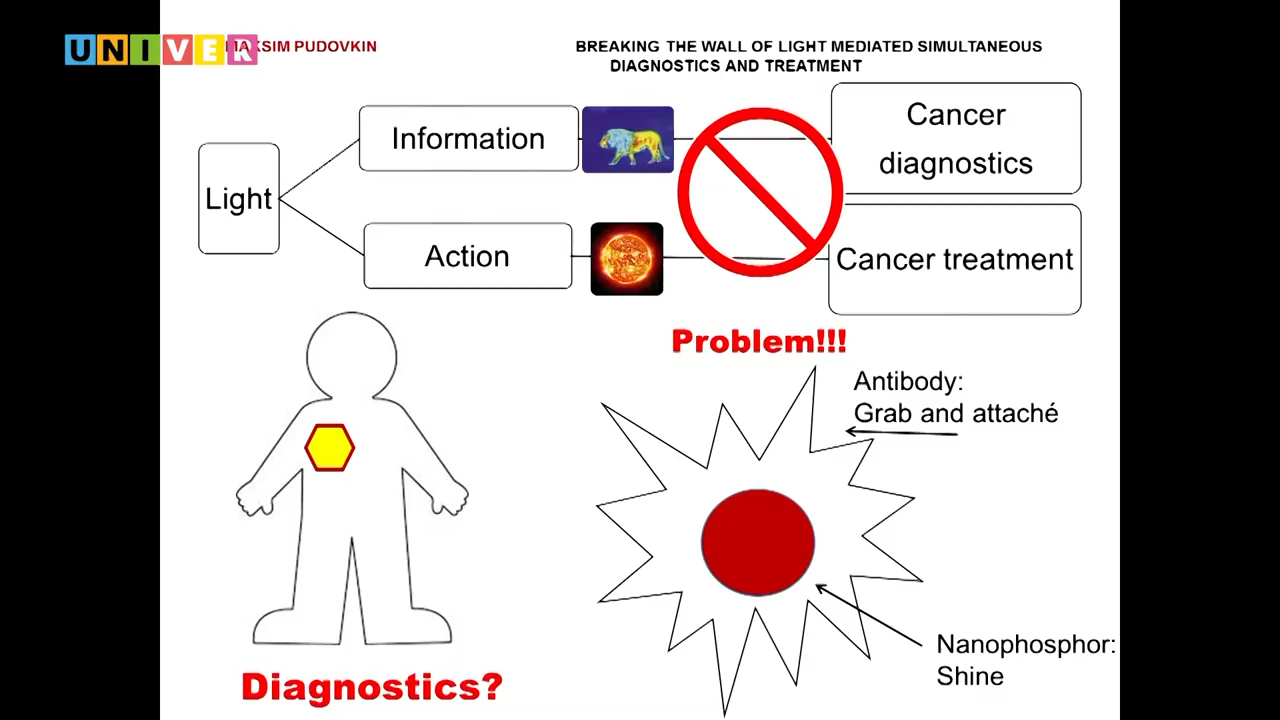 UNIVER
MAKSIM PUDOVKIN
BREAKING THE WALL OF LIGHT MEDIATED SIMULTANEOUS
DIAGNOSTICS AND TREATMENT
Light
Information
Cancer
diagnostics
Action
Cancer treatment
Problem!!!
Antibody:
Grab and attaché
Nanophosphor:
Shine
Diagnostics?